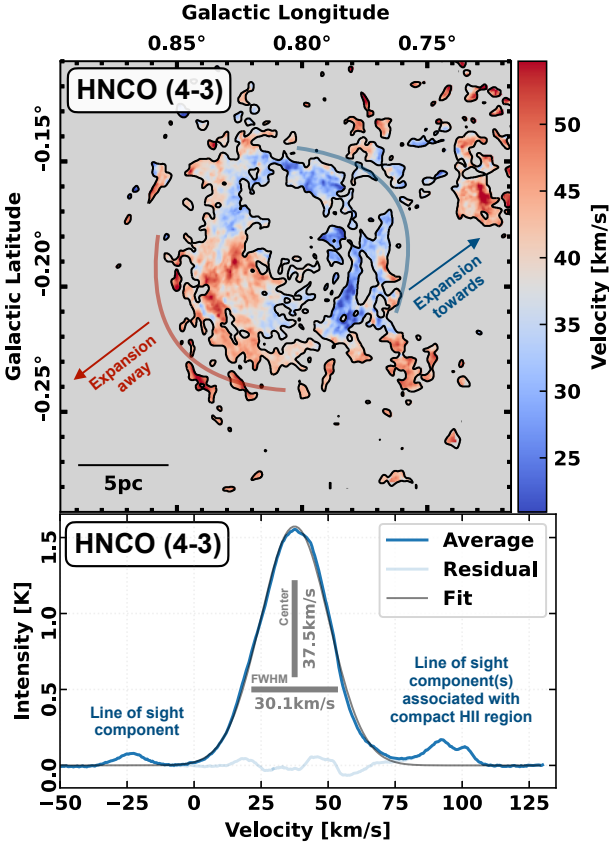 Galactic Longitude
0.85° 0.80° 0.75°
HNCO (4-3)
Galactic Latitude
-0.15°
-0.20°
-0.25°
Expansion
towards
Expansion
away
5pc
50
45
40
35
30
25
Velocity [km/s]
HNCO (4-3)
Average
Residual
Fit
Intensity [K]
1.5
1.0
0.5
0.0
Center
37.5km/s
FWHM
30.1km/s
Line of sight
component
Line of sight
component(s)
associated with
compact HII region
-50 -25 0 25 50 75 100 125
Velocity [km/s]